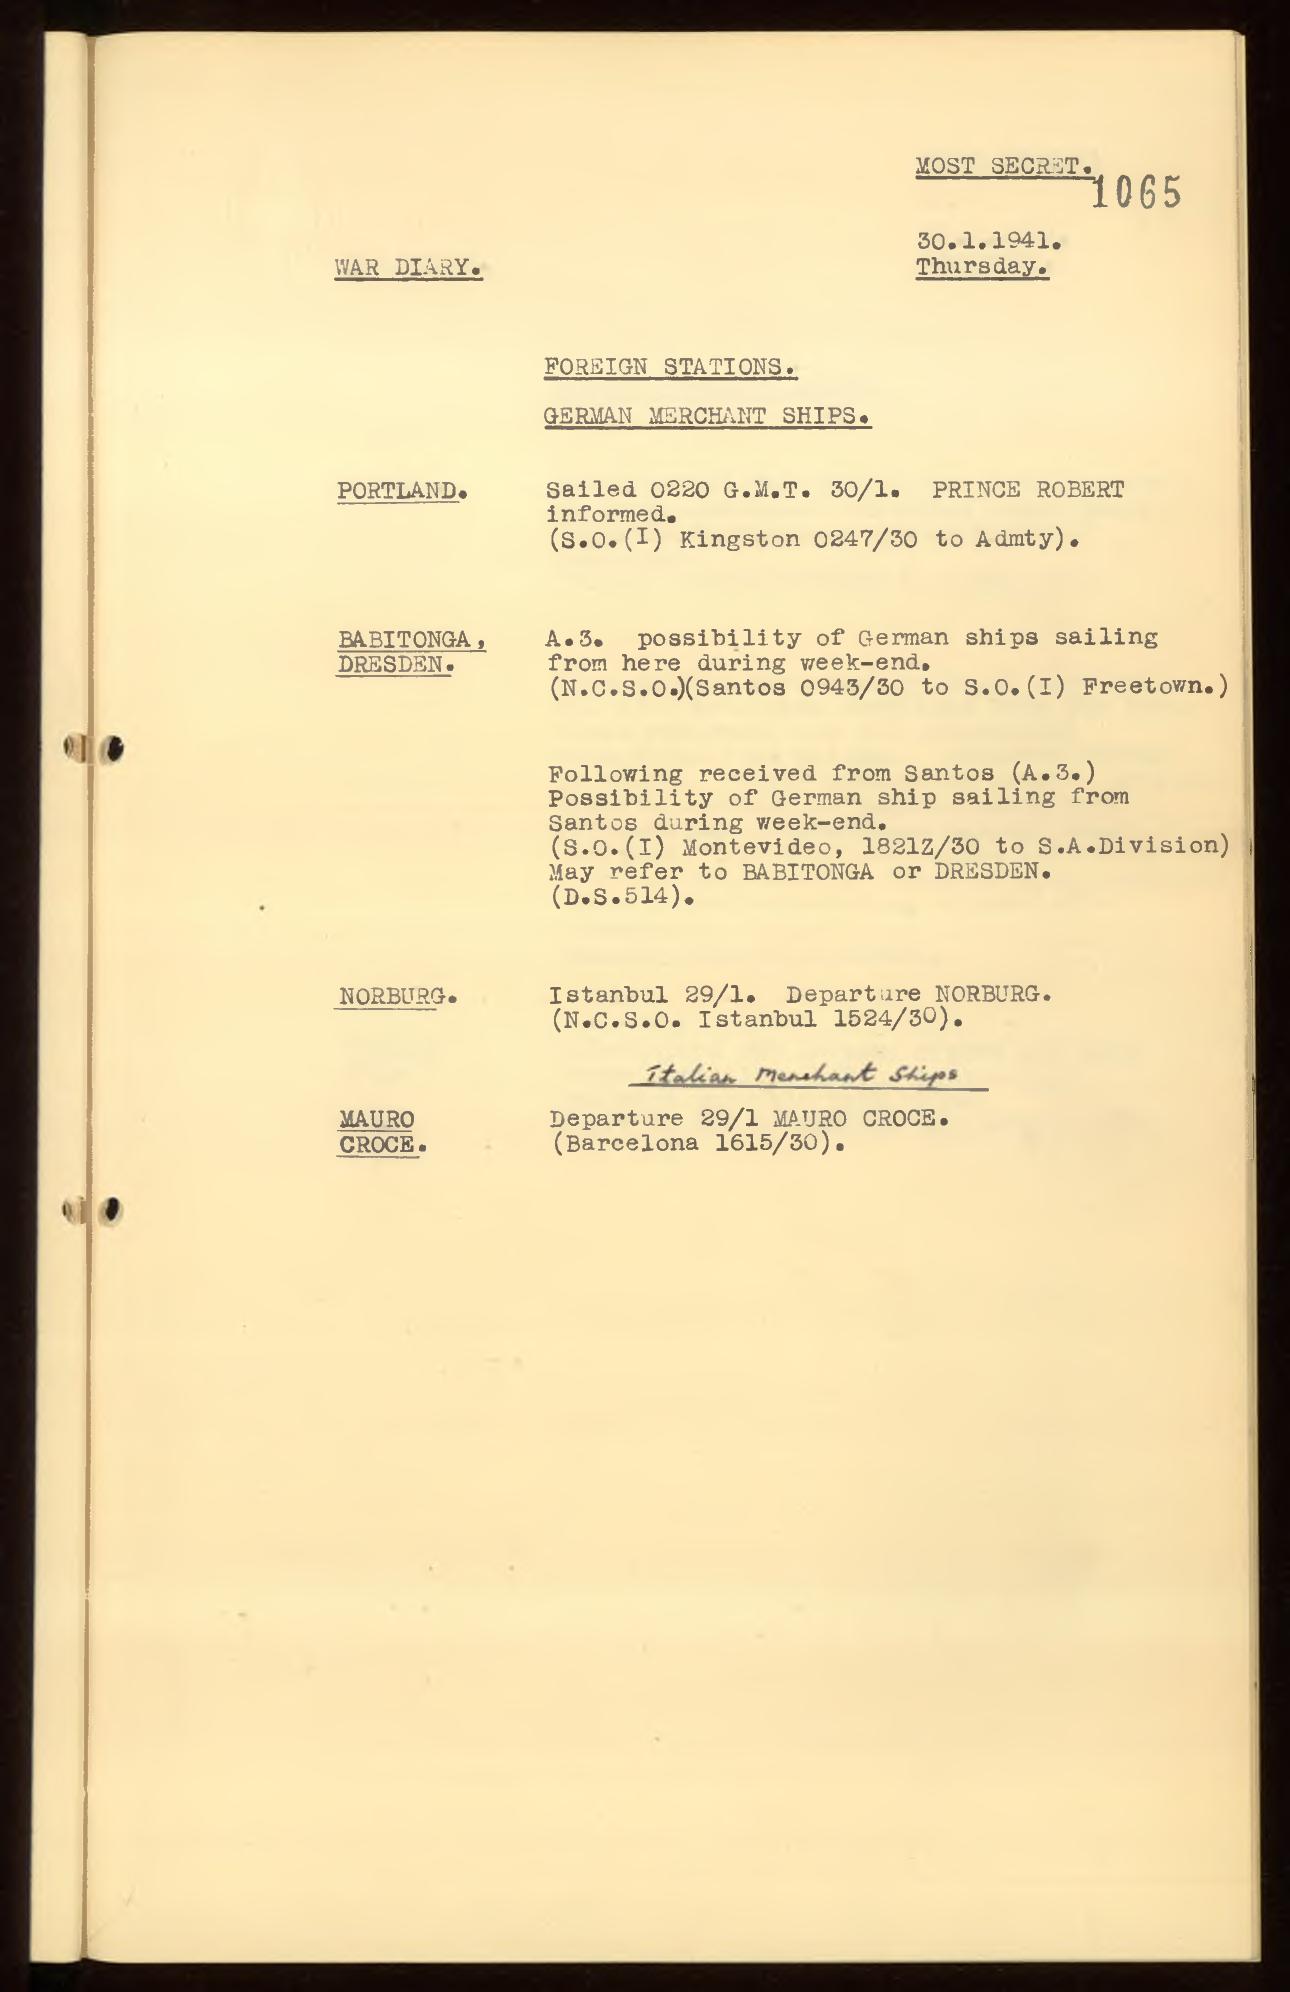 MOST SECRET.
1065
30.1.1941.
WAR DIARY. Thursday.
FOREIGN STATIONS.
GERMAN MERCHANT SHIPS.
PORTLAND. Sailed 0220 G.M.T. 30/1. PRINCE ROBERT
informed.
(S.O.(I) Kingston 0247/30 to Admty).
BABITONGA, A.3. possibility of German ships sailing
DRESDEN. from here during week-end.
(N.C.S.O.)(Santos 0943/30 to S.O.(I) Freetown.)
Following received from Santos (A.3.)
Possibility of German ship sailing from
Santos during week-end.
(S.O.(I) Montevideo, 1821Z/30 to S.A.Division)
May refer to BABITONGA or DRESDEN.
(D.S.514).
NORBURG. Istanbul 29/1. Departure NORBURG.
(N.C.S.O. Istanbul 1524/30).
Italian Merchant Ships
MAURO Departure 29/1 MAURO CROCE.
CROCE. (Barcelona 1615/30).